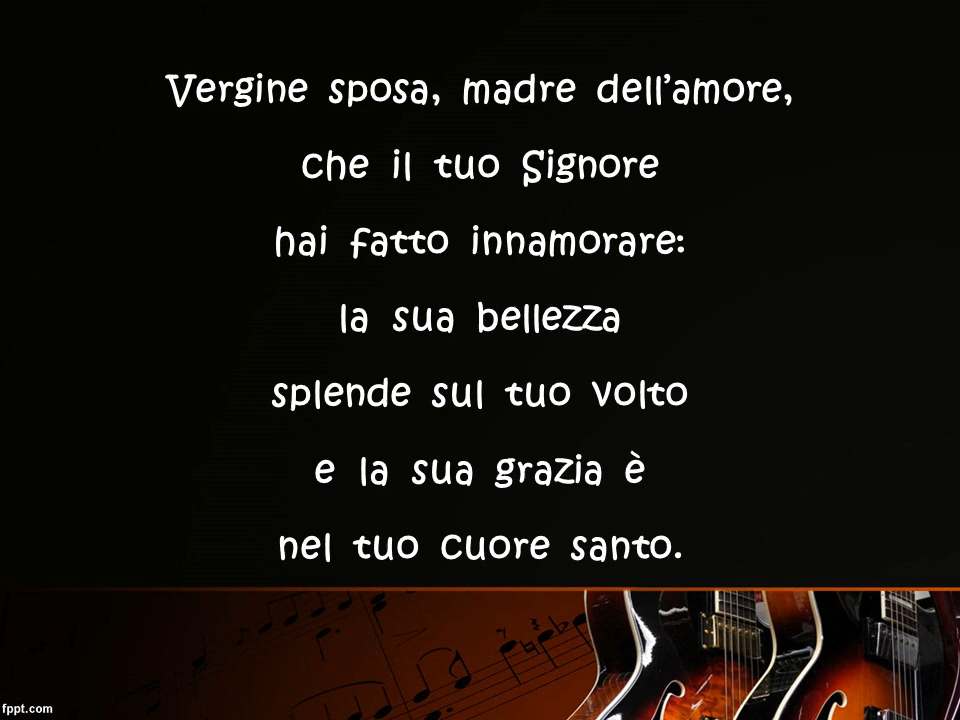 Vergine sposa, madre dell’amore,
che il tuo Signore
hai fatto innamorare:
la sua bellezza
splende sul tuo volto
e la sua grazia è
nel tuo cuore santo.
fppt.com